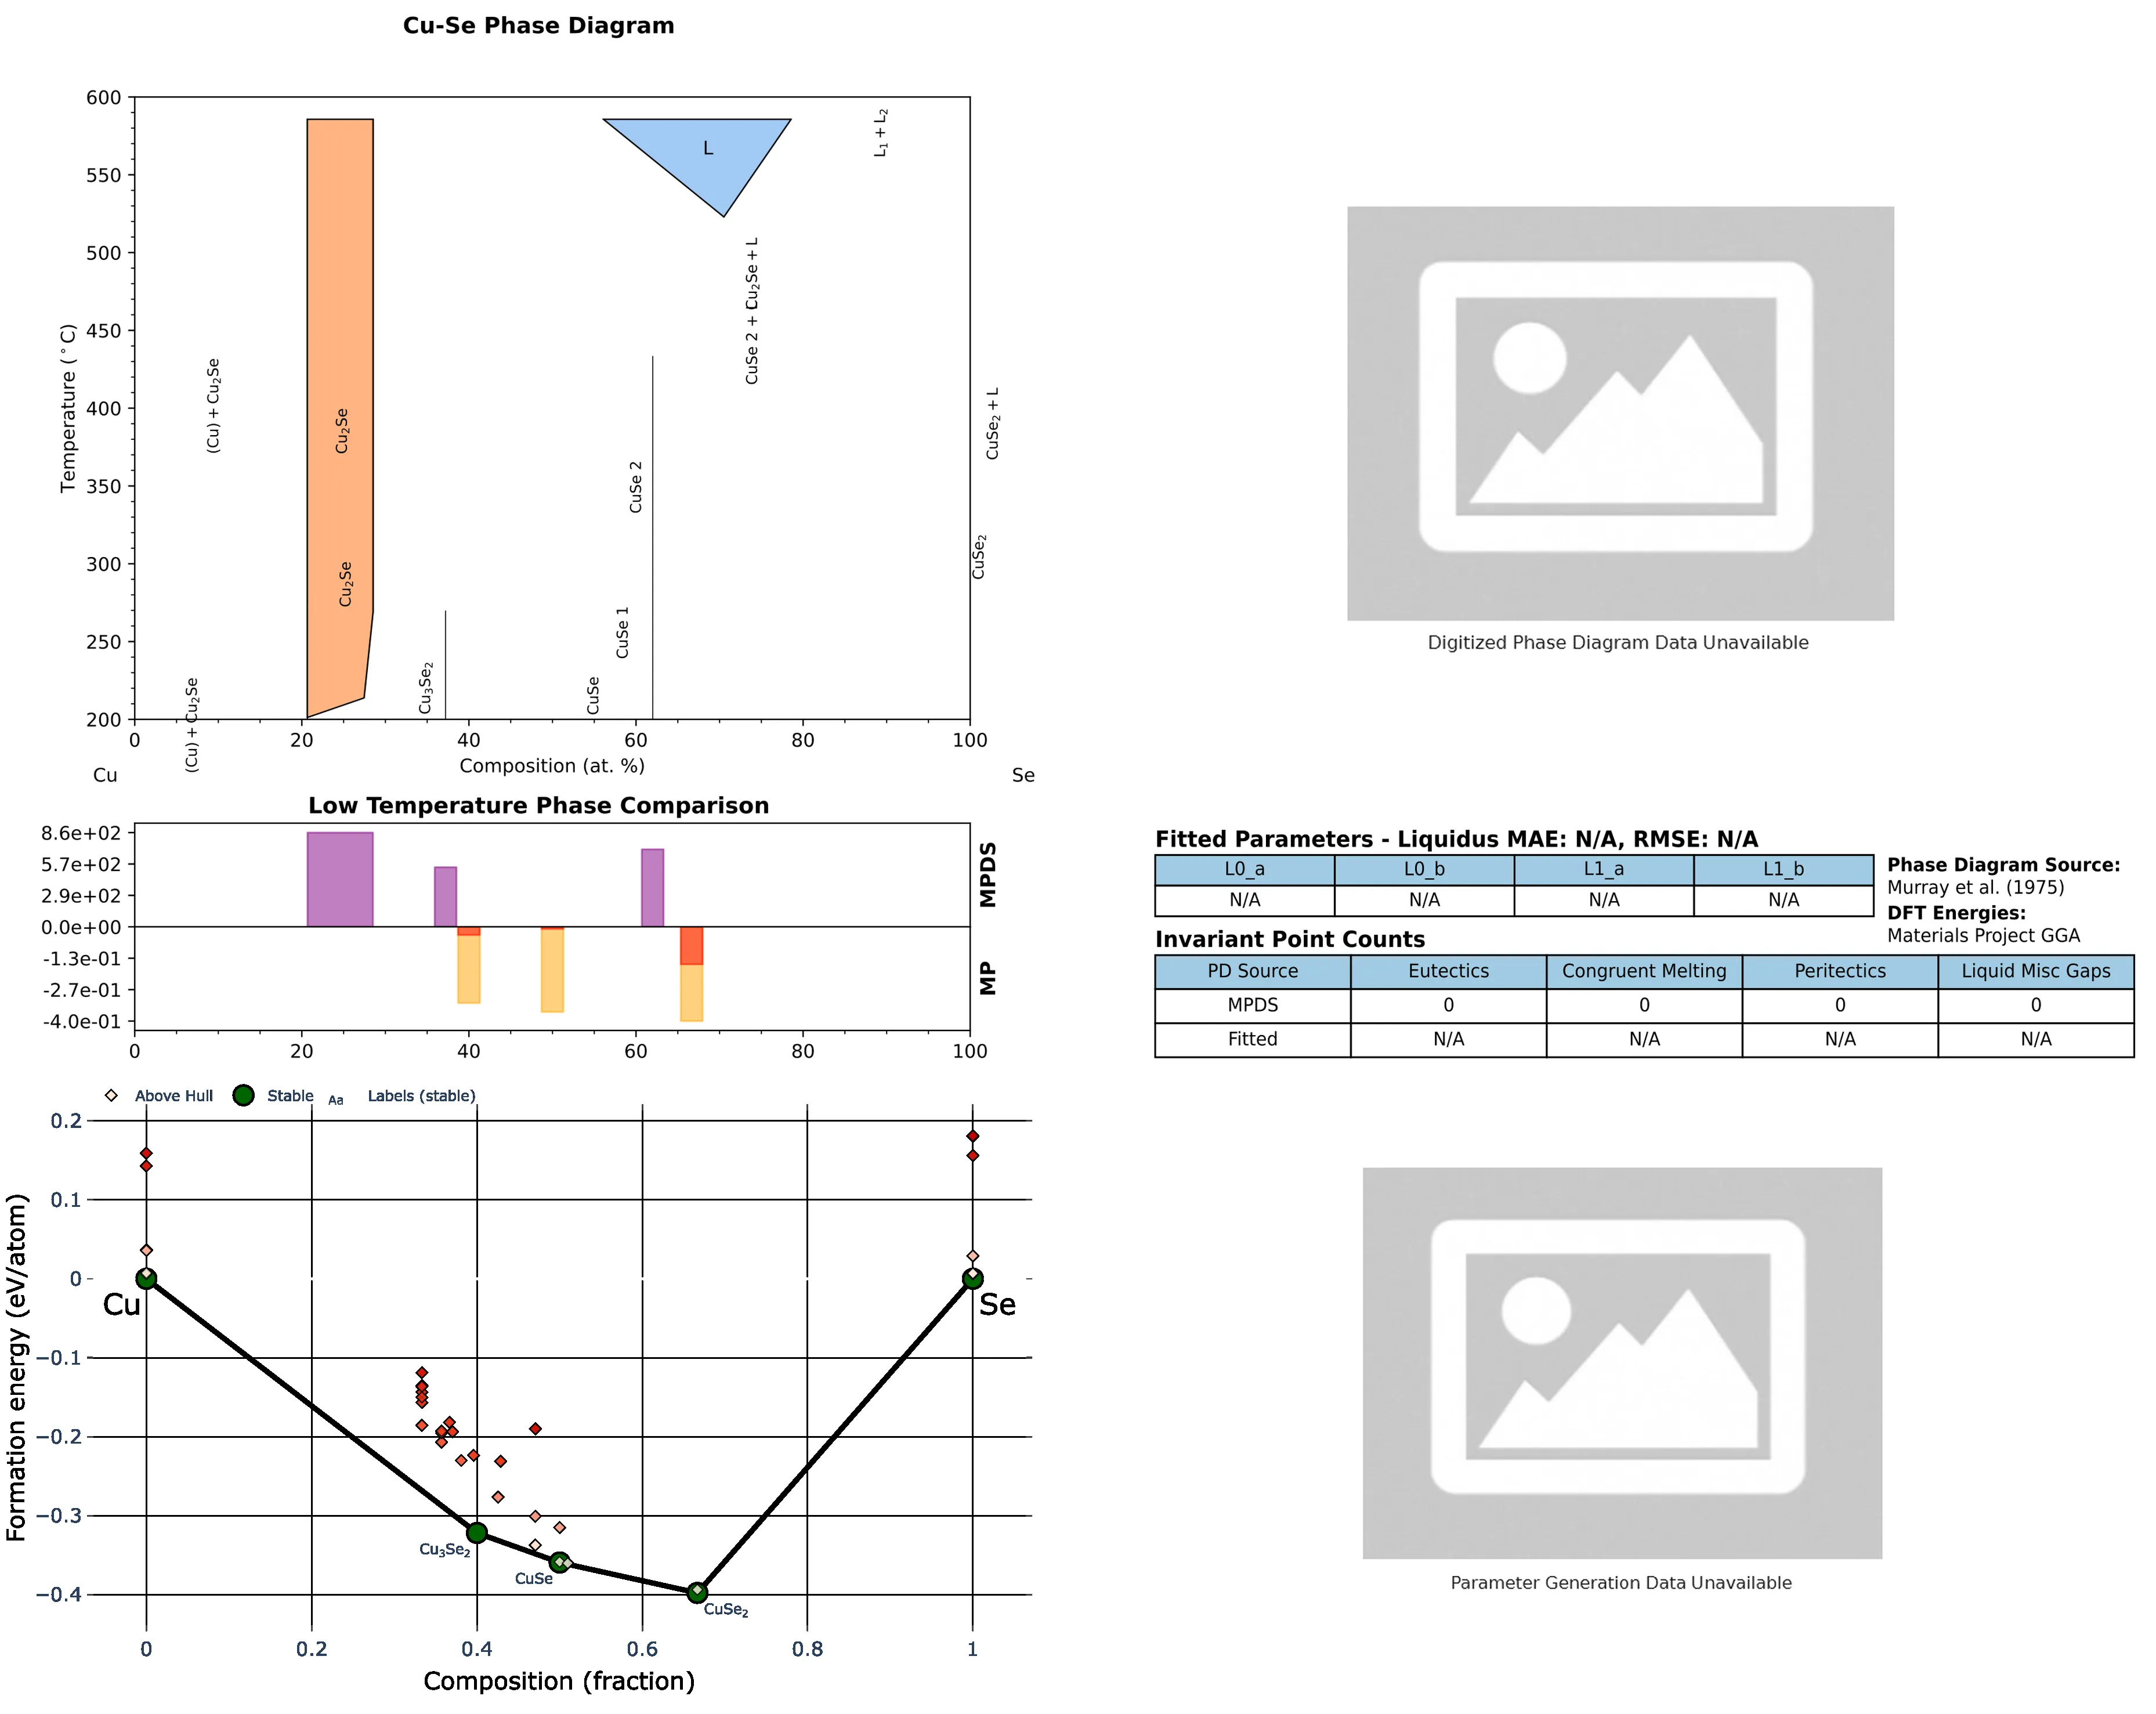 Cu-Se Phase Diagram
600
550
500
450
400
350
300
250
200
Temperature (°C)
0
20
40
60
80
100
Composition (at. %)
Cu
Se
L
L₁ + L₂
CuSe 2 + Cu₂Se + L
(Cu) + Cu₂Se
Cu₂Se
CuSe 2
CuSe₂ + L
Cu₂Se
CuSe₂
CuSe 1
Cu₃Se₂
CuSe
(Cu) + Cu₂Se
Digitized Phase Diagram Data Unavailable
Low Temperature Phase Comparison
8.6e+02
5.7e+02
2.9e+02
0.0e+00
-1.3e-01
-2.7e-01
-4.0e-01
MPDS
MP
0
20
40
60
80
100
Fitted Parameters - Liquidus MAE: N/A, RMSE: N/A
L0_a L0_b L1_a L1_b
N/A N/A N/A N/A
Phase Diagram Source:
Murray et al. (1975)
DFT Energies:
Materials Project GGA
Invariant Point Counts
PD Source Eutectics Congruent Melting Peritectics Liquid Misc Gaps
MPDS 0 0 0 0
Fitted N/A N/A N/A N/A
Above Hull
Stable
Aa Labels (stable)
0.2
0.1
0
−0.1
−0.2
−0.3
−0.4
Formation energy (eV/atom)
Cu
Se
Cu₃Se₂
CuSe
CuSe₂
0
0.2
0.4
0.6
0.8
1
Composition (fraction)
Parameter Generation Data Unavailable